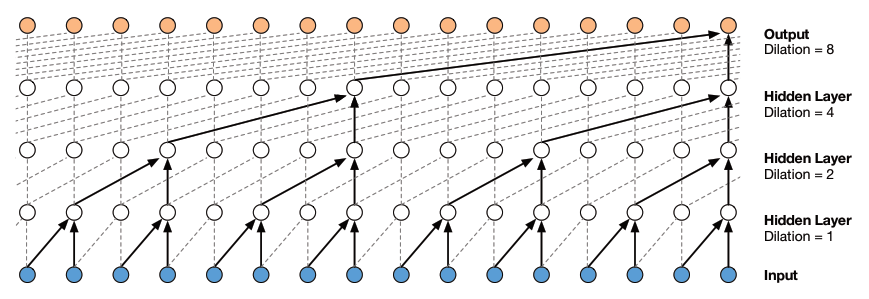 Output
Dilation = 8
Hidden Layer
Dilation = 4
Hidden Layer
Dilation = 2
Hidden Layer
Dilation = 1
Input